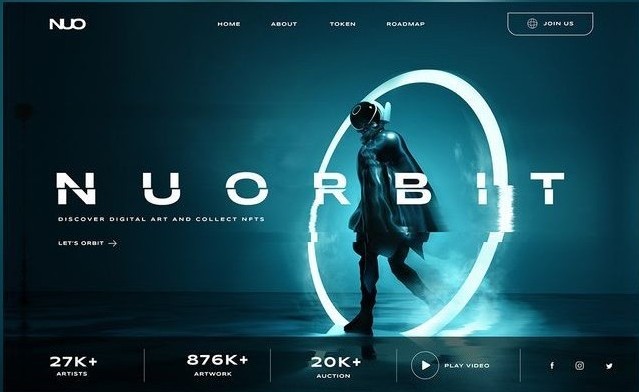 NUO
HOME ABOUT TOKEN ROADMAP JOIN US
NUORBIT
DISCOVER DIGITAL ART AND COLLECT NFTS
LET'S ORBIT
27K+ 876K+ 20K+ PLAY VIDEO
ARTISTS ARTWORK AUCTION